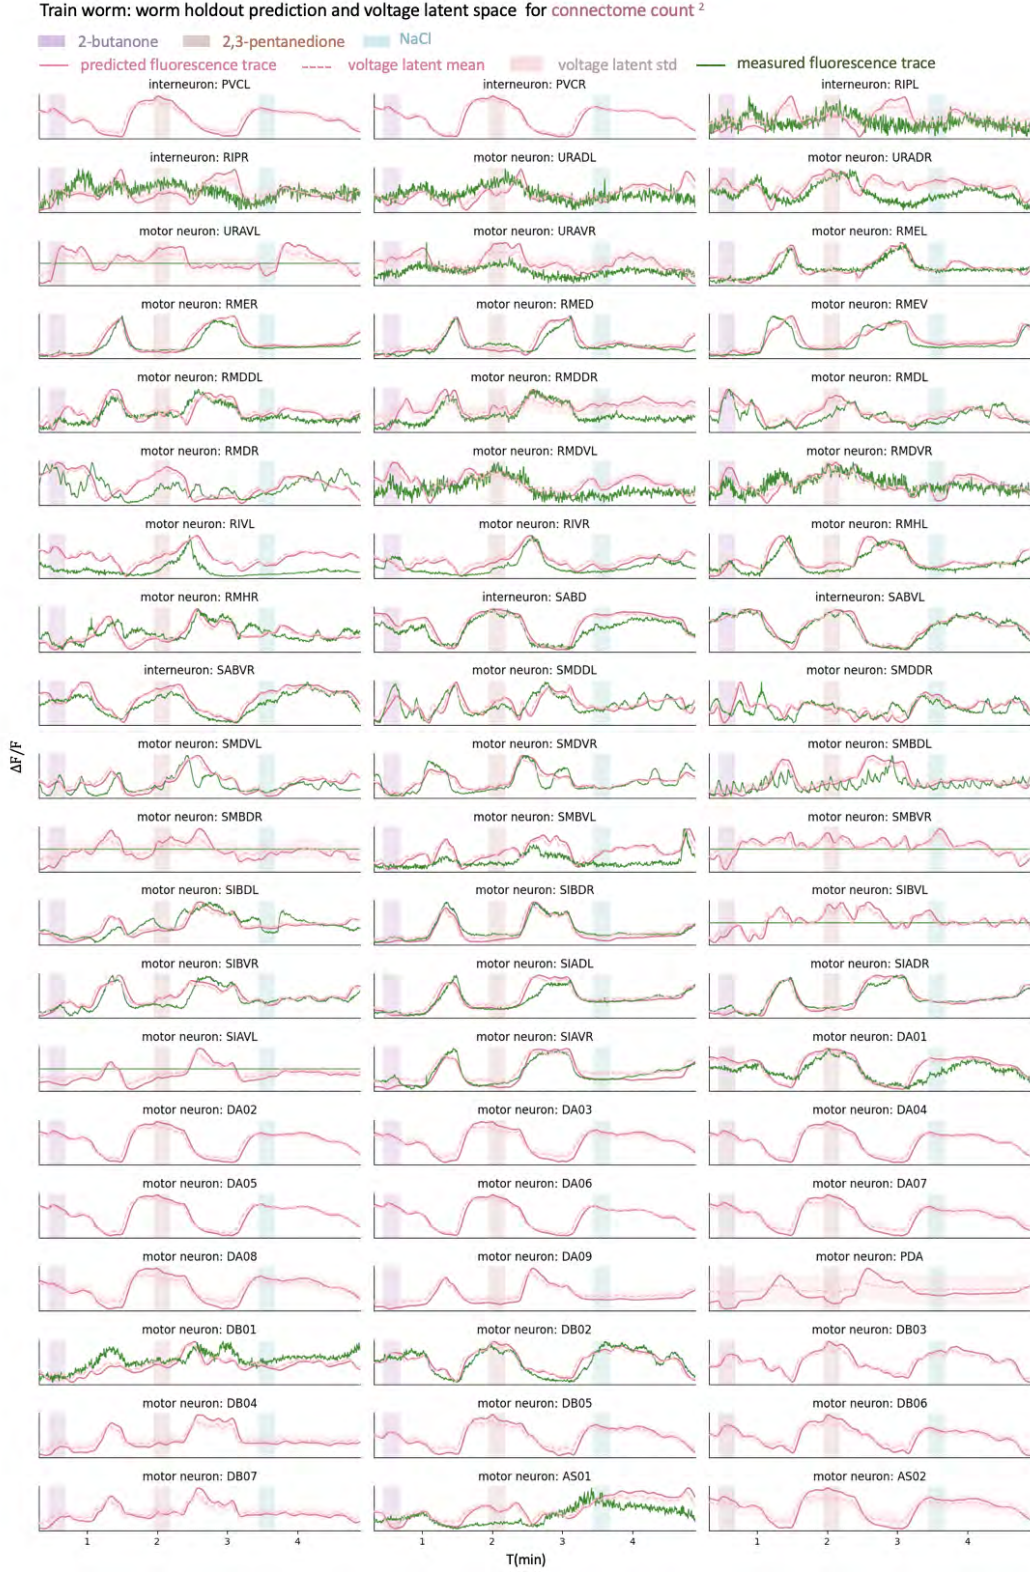 Train worm: worm holdout prediction and voltage latent space for connectome count ²
2-butanone 2,3-pentanedione NaCl
predicted fluorescence trace voltage latent mean voltage latent std measured fluorescence trace
interneuron: PVCL interneuron: PVCR interneuron: RIPL
interneuron: RIPR motor neuron: URADL motor neuron: URADR
motor neuron: URAVL motor neuron: URAVR motor neuron: RMEL
motor neuron: RMER motor neuron: RMED motor neuron: RMEV
motor neuron: RMDDL motor neuron: RMDDR motor neuron: RMDL
motor neuron: RMDR motor neuron: RMDVL motor neuron: RMDVR
motor neuron: RIVL motor neuron: RIVR motor neuron: RMHL
motor neuron: RMHR interneuron: SABD interneuron: SABVL
interneuron: SABVR motor neuron: SMDDL motor neuron: SMDDR
ΔF/F
motor neuron: SMDVL motor neuron: SMDVR motor neuron: SMBDL
motor neuron: SMBDR motor neuron: SMBVL motor neuron: SMBVR
motor neuron: SIBDL motor neuron: SIBDR motor neuron: SIBVL
motor neuron: SIBVR motor neuron: SIADL motor neuron: SIADR
motor neuron: SIAVL motor neuron: SIAVR motor neuron: DA01
motor neuron: DA02 motor neuron: DA03 motor neuron: DA04
motor neuron: DA05 motor neuron: DA06 motor neuron: DA07
motor neuron: DA08 motor neuron: DA09 motor neuron: PDA
motor neuron: DB01 motor neuron: DB02 motor neuron: DB03
motor neuron: DB04 motor neuron: DB05 motor neuron: DB06
motor neuron: DB07 motor neuron: AS01 motor neuron: AS02
1 2 3 4 1 2 3 4 1 2 3 4
T(min)